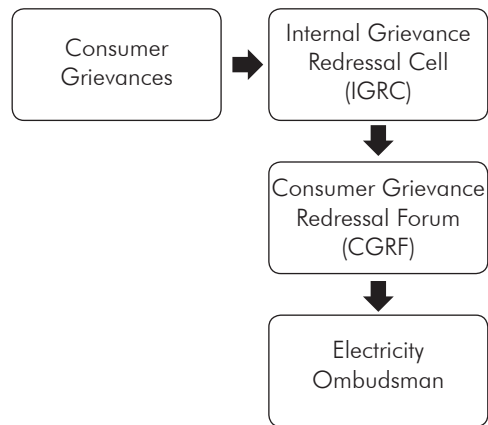 Consumer
Grievances
Internal Grievance
Redressal Cell
(IGRC)
Consumer Grievance
Redressal Forum
(CGRF)
Electricity
Ombudsman